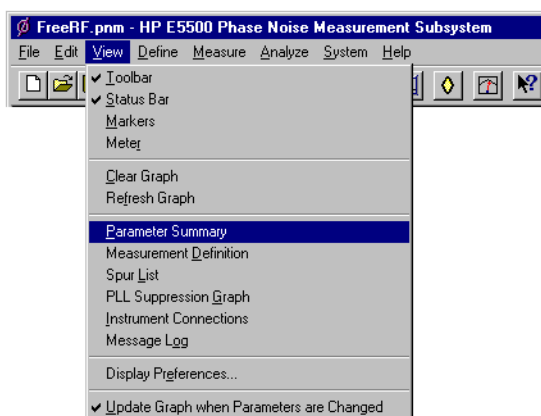 FreeRF.pnm - HP E5500 Phase Noise Measurement Subsystem
File Edit View Define Measure Analyze System Help
Toolbar
Status Bar
Markers
Meter
Clear Graph
Refresh Graph
Parameter Summary
Measurement Definition
Spur List
PLL Suppression Graph
Instrument Connections
Message Log
Display Preferences...
Update Graph when Parameters are Changed